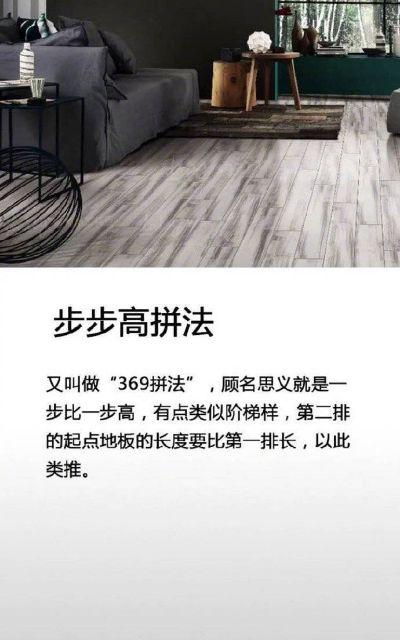 步步高拼法
又叫做“369拼法”，顾名思义就是一
步比一步高，有点类似阶梯样，第二排
的起点地板的长度要比第一排长，以此
类推。